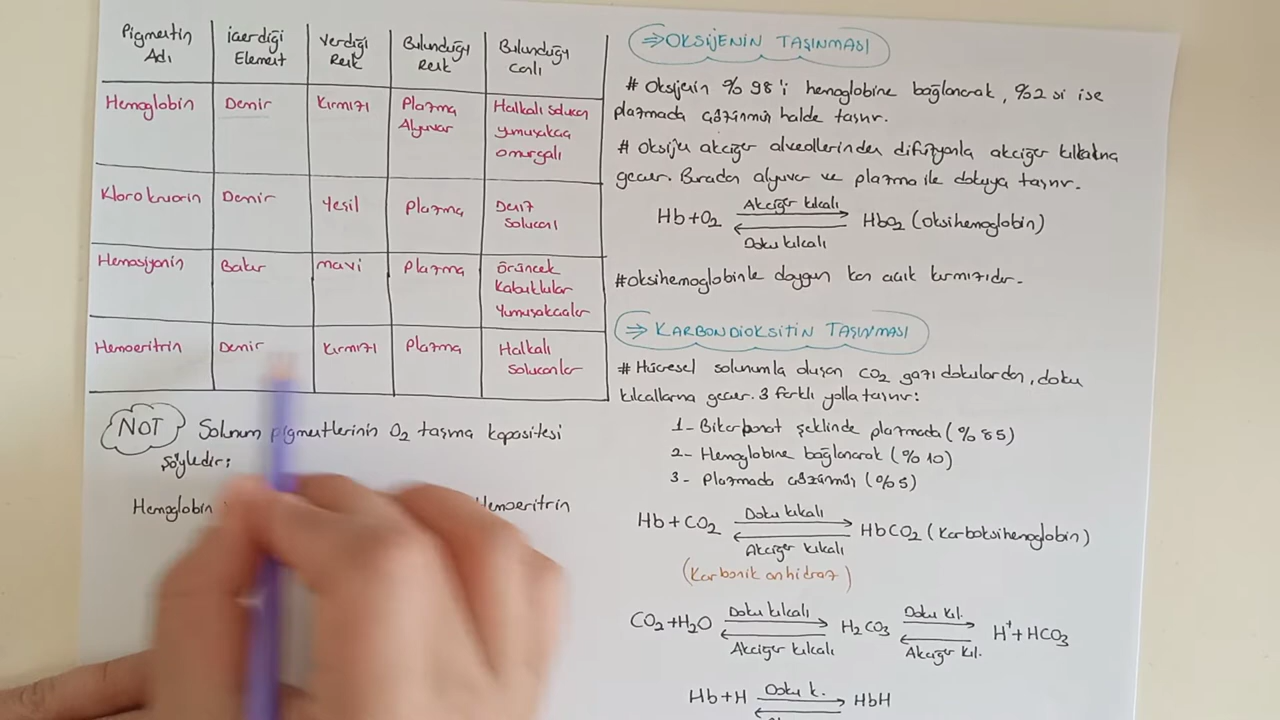 Pigmentin Adı
İçerdiği Element
Verdiği Renk
Bulunduğu Renk
Bulunduğu Canlı
Hemoglobin
Demir
Kırmızı
Plazma Alyuvar
Halkalı solucan yumuşakça omurgalı
Klorokruorin
Demir
Yeşil
Plazma
Deniz Solucanı
Hemosiyanin
Bakır
mavi
Plazma
Örümcek Kabuklular Yumuşakçalar
Hemoeritrin
Demir
Kırmızı
Plazma
Halkalı Solucanlar
NOT Solunum pigmentlerinin O2 taşıma kapasitesi
şöyledir;
Hemoglobin Hemoeritrin
⇒OKSİJENİN TAŞINMASI
# Oksijenin %98'i hemoglobine bağlanarak, %2 si ise
plazmada çözünmüş halde taşınır.
# Oksijen akciğer alveollerinden difüzyonla akciğer kılcalına
geçer. Buradan alyuvar ve plazma ile dokuya taşınır.
Hb+O2 Akciğer kılcalı HbO2 (oksihemoglobin)
Doku kılcalı
#oksihemoglobinle doygun kan açık kırmızıdır.
⇒ KARBONDİOKSİTİN TAŞINMASI
# Hücresel solunumla oluşan CO2 gazı dokulardan, doku
kılcallarına geçer. 3 farklı yolla taşınır:
1- Bikarbonat şeklinde plazmada (%85)
2- Hemoglobine bağlanarak (%10)
3- Plazmada çözünmüş (%5)
Hb+CO2 Doku kılcalı HbCO2 (Karboksihemoglobin)
Akciğer kılcalı
(Karbonik anhidraz)
CO2+H2O Doku kılcalı H2CO3 Doku kıl. H⁺+HCO3
Akciğer kılcalı Akciğer kıl.
Hb+H Doku k. HbH